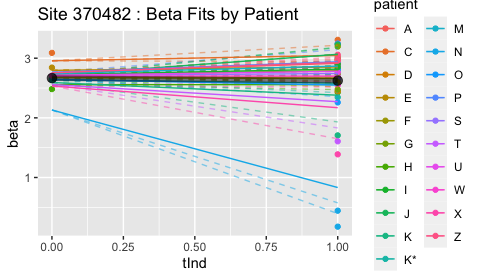 Site 370482 : Beta Fits by Patient
patient
beta
3
2
1
0.00
0.25
0.50
0.75
1.00
tInd
A
C
D
E
F
G
H
I
J
K
K*
M
N
O
P
S
T
U
W
X
Z